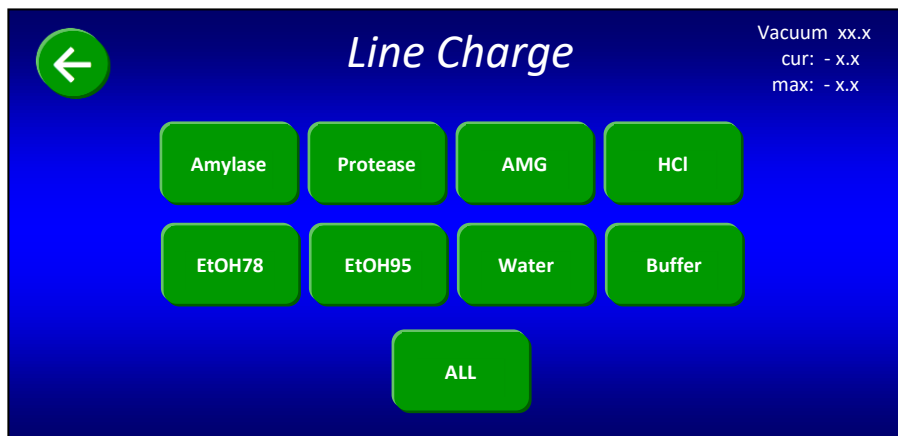 Line Charge
Vacuum xx.x
cur: - x.x
max: - x.x
Amylase Protease AMG HCl
EtOH78 EtOH95 Water Buffer
ALL